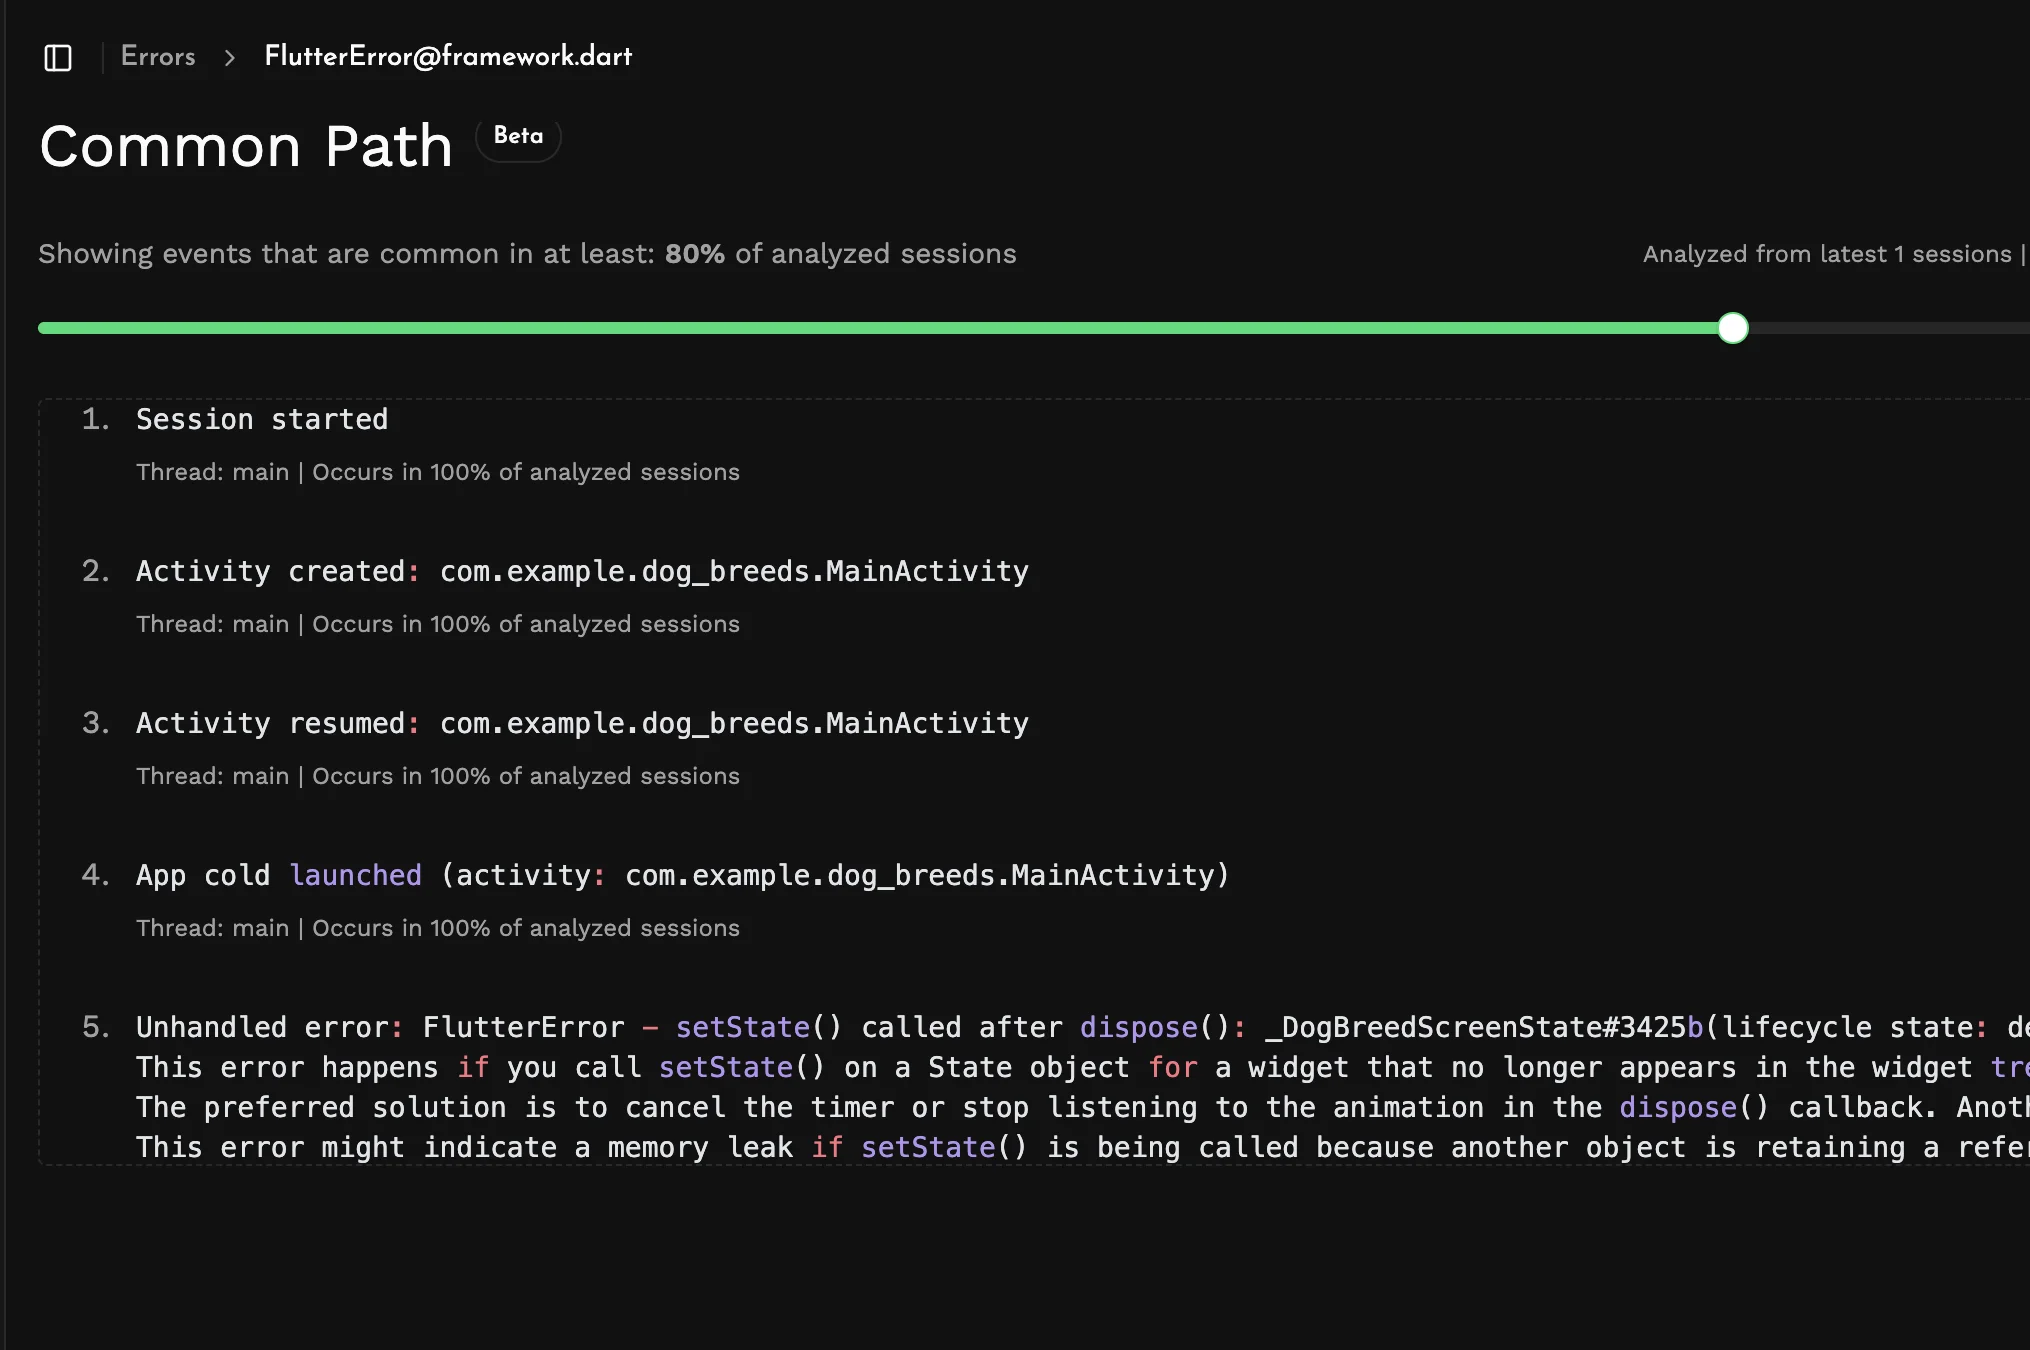 Errors > FlutterError@framework.dart
Common Path Beta
Showing events that are common in at least: 80% of analyzed sessions
Analyzed from latest 1 sessions |
1. Session started
Thread: main | Occurs in 100% of analyzed sessions
2. Activity created: com.example.dog_breeds.MainActivity
Thread: main | Occurs in 100% of analyzed sessions
3. Activity resumed: com.example.dog_breeds.MainActivity
Thread: main | Occurs in 100% of analyzed sessions
4. App cold launched (activity: com.example.dog_breeds.MainActivity)
Thread: main | Occurs in 100% of analyzed sessions
5. Unhandled error: FlutterError – setState() called after dispose(): _DogBreedScreenState#3425b(lifecycle state:
This error happens if you call setState() on a State object for a widget that no longer appears in the widget
The preferred solution is to cancel the timer or stop listening to the animation in the dispose() callback.
This error might indicate a memory leak if setState() is being called because another object is retaining a